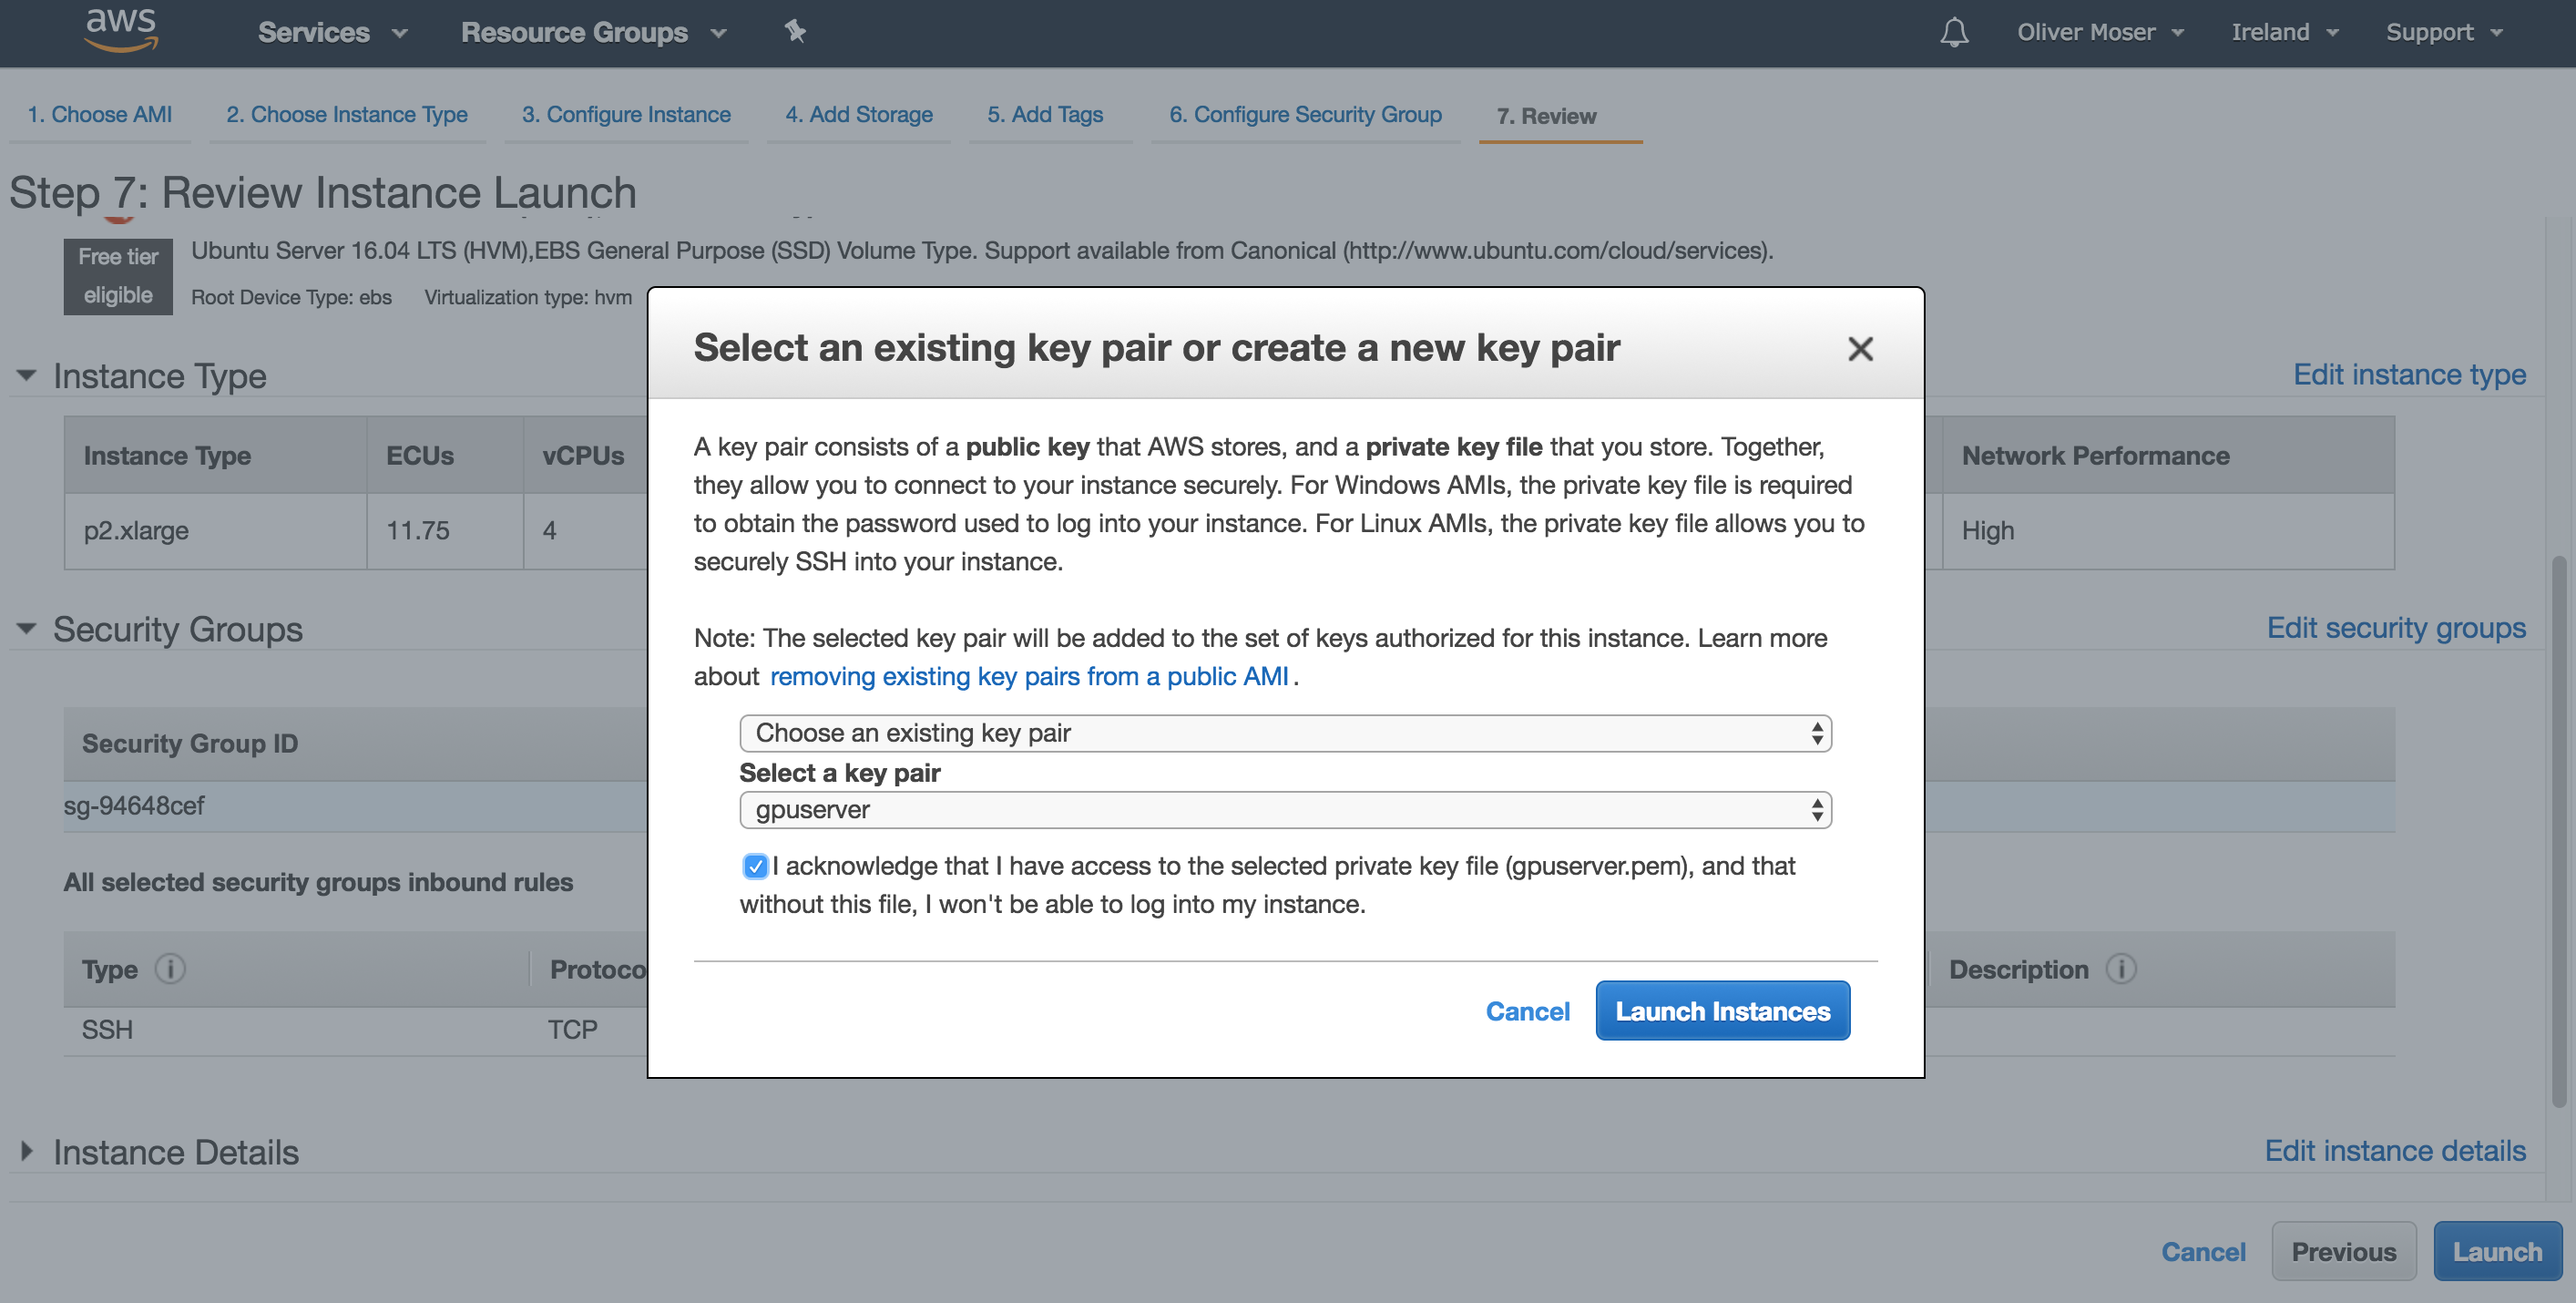 aws
Services
Resource Groups
Oliver Moser
Ireland
Support
1. Choose AMI
2. Choose Instance Type
3. Configure Instance
4. Add Storage
5. Add Tags
6. Configure Security Group
7. Review
Step 7: Review Instance Launch
Free tier
eligible
Ubuntu Server 16.04 LTS (HVM),EBS General Purpose (SSD) Volume Type. Support available from Canonical (http://www.ubuntu.com/cloud/services).
Root Device Type: ebs
Virtualization type: hvm
Instance Type
Edit instance type
Instance Type
ECUs
vCPUs
Network Performance
p2.xlarge
11.75
4
High
Security Groups
Edit security groups
Security Group ID
sg-94648cef
All selected security groups inbound rules
Type
Protoco
Description
SSH
TCP
Select an existing key pair or create a new key pair
A key pair consists of a public key that AWS stores, and a private key file that you store. Together,
they allow you to connect to your instance securely. For Windows AMIs, the private key file is required
to obtain the password used to log into your instance. For Linux AMIs, the private key file allows you to
securely SSH into your instance.
Note: The selected key pair will be added to the set of keys authorized for this instance. Learn more
about removing existing key pairs from a public AMI.
Choose an existing key pair
Select a key pair
gpuserver
I acknowledge that I have access to the selected private key file (gpuserver.pem), and that
without this file, I won't be able to log into my instance.
Cancel
Launch Instances
Instance Details
Edit instance details
Cancel
Previous
Launch